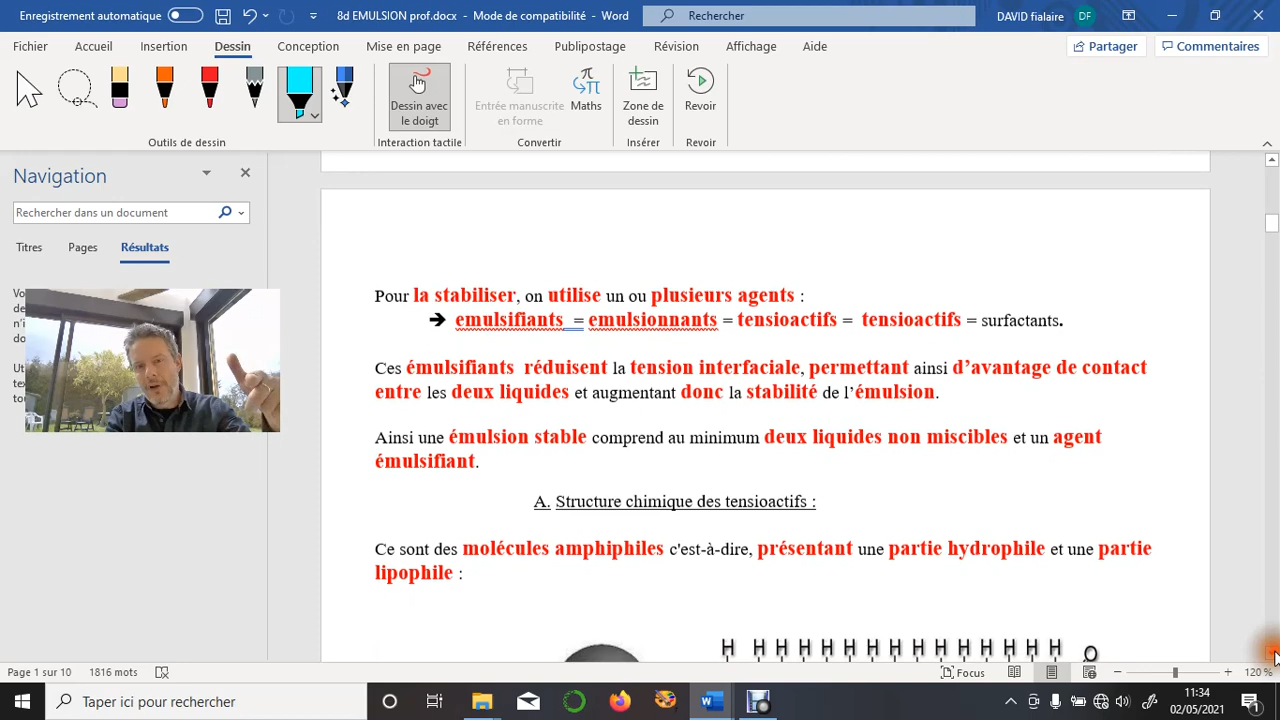 Enregistrement automatique
8d EMULSION prof.docx - Mode de compatibilité - Word
Rechercher
DAVID fialaire
DF
Fichier
Accueil
Insertion
Dessin
Conception
Mise en page
Références
Publipostage
Révision
Affichage
Aide
Partager
Commentaires
Dessin avec
le doigt
Entrée manuscrite
en forme
Maths
Zone de
dessin
Revoir
Outils de dessin
Interaction tactile
Convertir
Insérer
Revoir
Navigation
Rechercher dans un document
Titres
Pages
Résultats
Pour la stabiliser, on utilise un ou plusieurs agents :
➔ emulsifiants = emulsionnants = tensioactifs = tensioactifs = surfactants.
Ces émulsifiants réduisent la tension interfaciale, permettant ainsi d’avantage de contact
entre les deux liquides et augmentant donc la stabilité de l’émulsion.
Ainsi une émulsion stable comprend au minimum deux liquides non miscibles et un agent
émulsifiant.
A. Structure chimique des tensioactifs :
Ce sont des molécules amphiphiles c'est-à-dire, présentant une partie hydrophile et une partie
lipophile :
H H H H H H H H H H H H H H O
Page 1 sur 10
1816 mots
Focus
120 %
Taper ici pour rechercher
11:34
02/05/2021
1